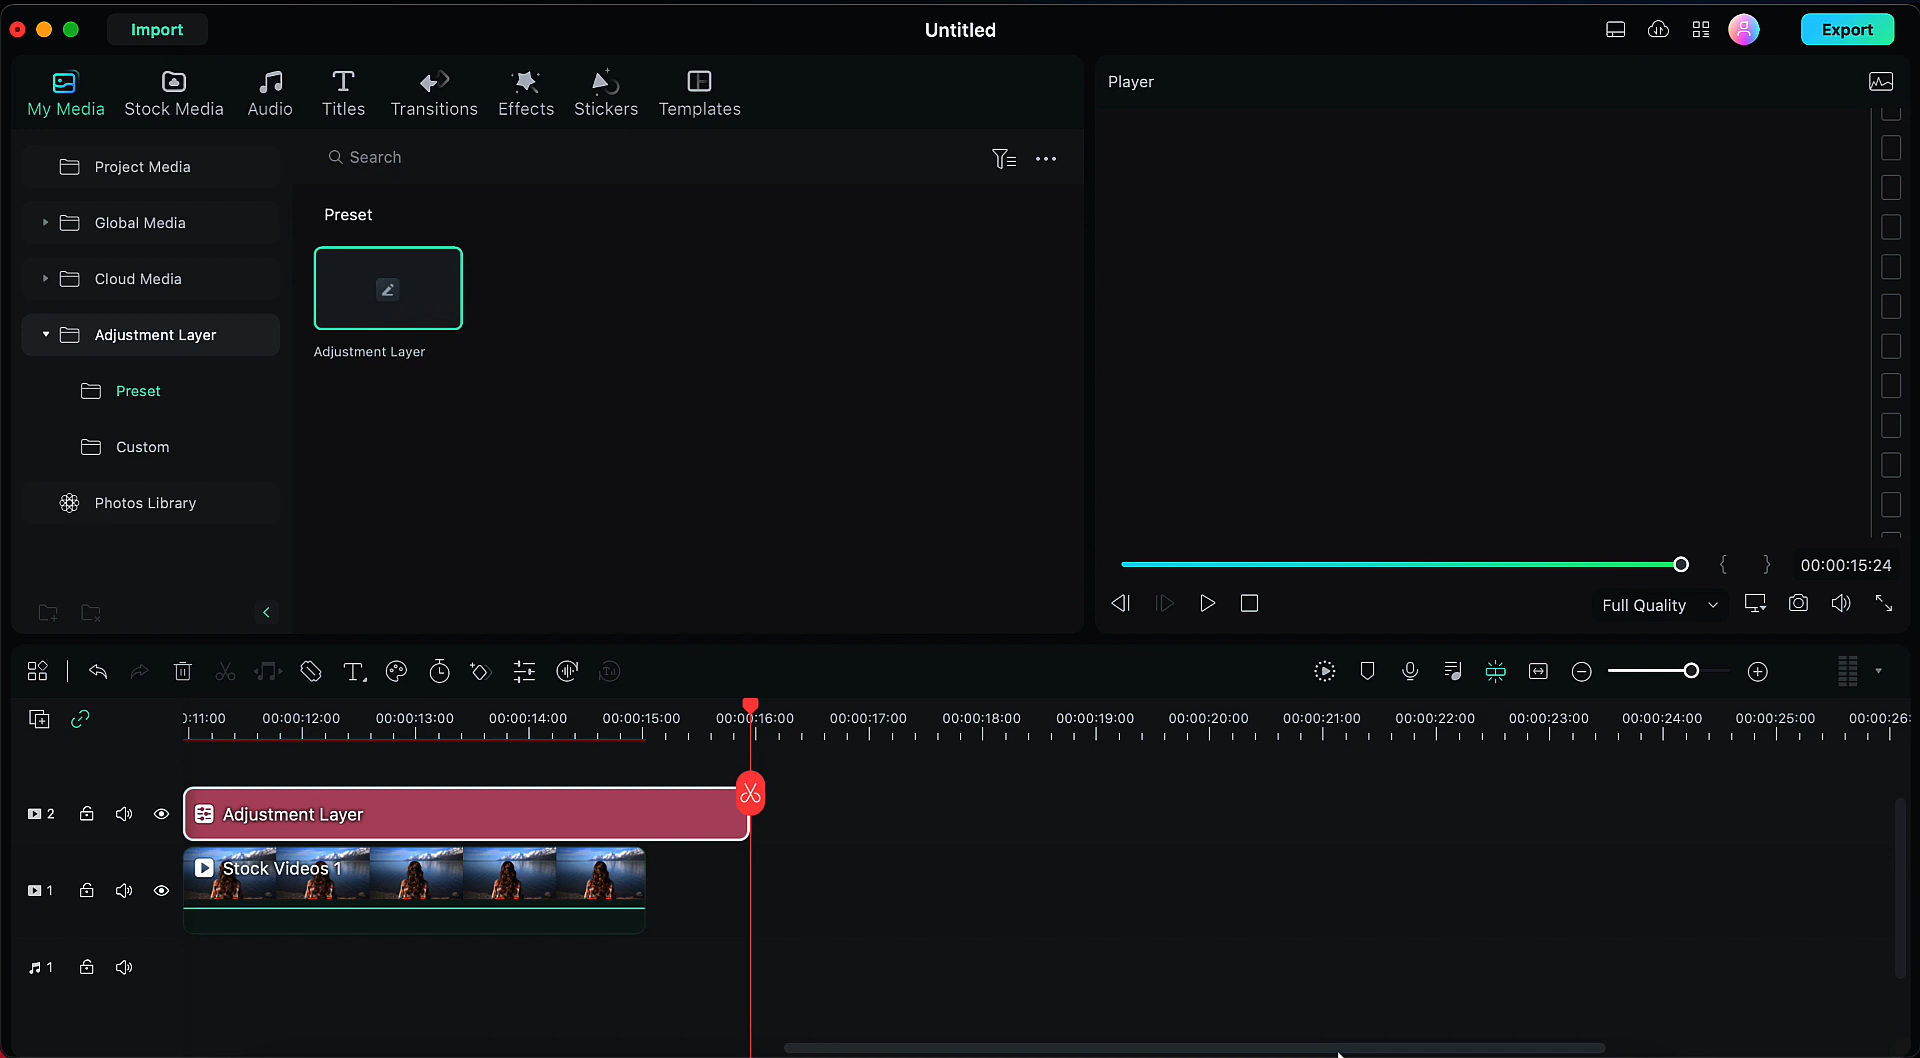 Import
Untitled
Export
My Media
Stock Media
Audio
Titles
Transitions
Effects
Stickers
Templates
Player
Project Media
Global Media
Cloud Media
Adjustment Layer
Preset
Custom
Photos Library
Search
Preset
Adjustment Layer
00:00:15:24
Full Quality
):11:00 00:00:12:00 00:00:13:00 00:00:14:00 00:00:15:00 00:00:16:00 00:00:17:00 00:00:18:00 00:00:19:00 00:00:20:00 00:00:21:00 00:00:22:00 00:00:23:00 00:00:24:00 00:00:25:00 00:00:26:
2
Adjustment Layer
1
Stock Videos 1
1